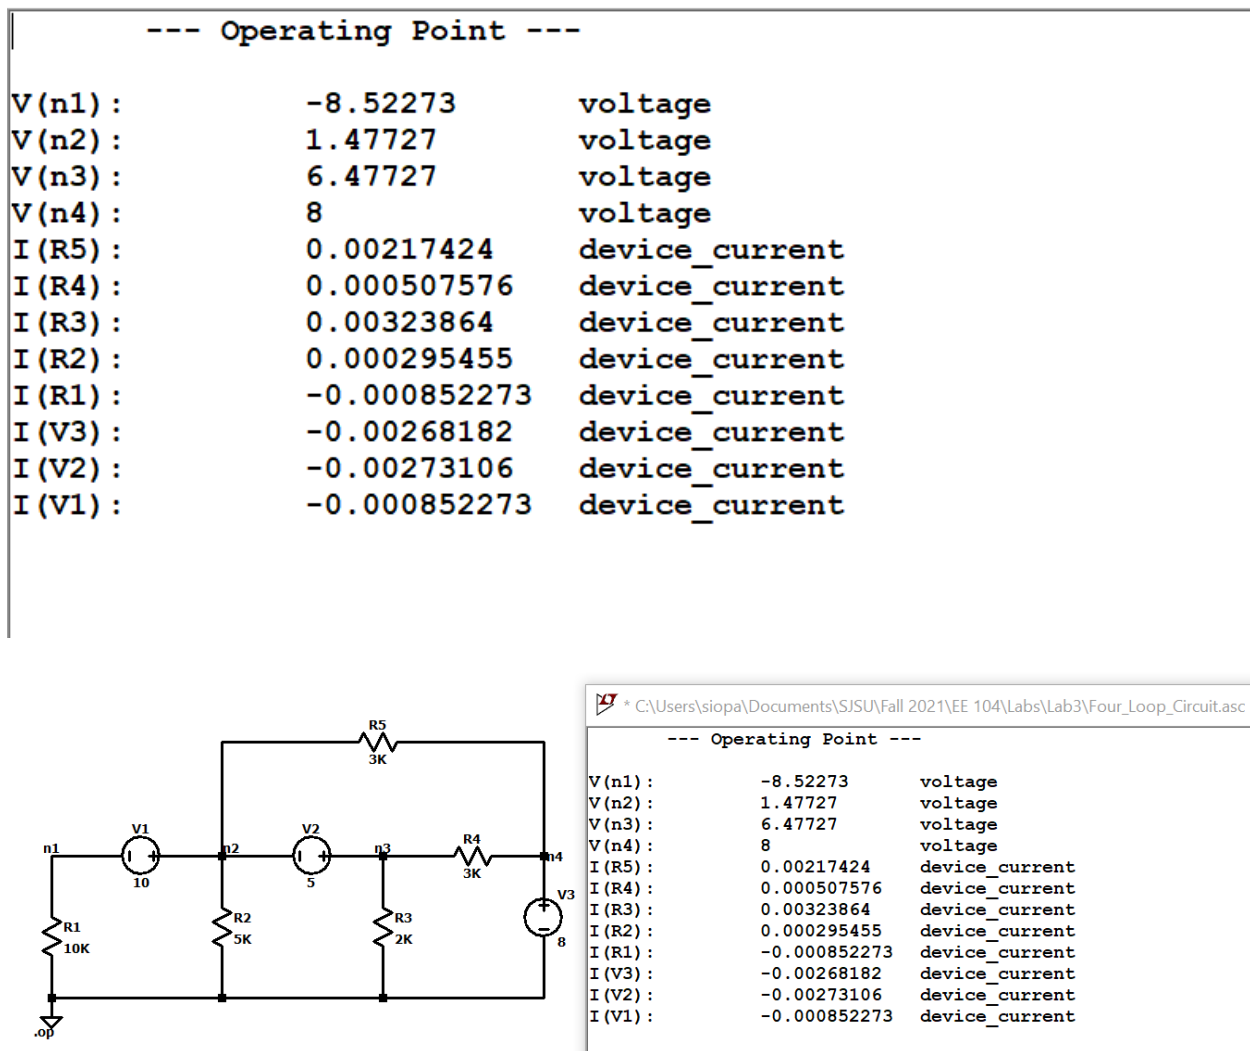 --- Operating Point ---
V(n1): -8.52273 voltage
V(n2): 1.47727 voltage
V(n3): 6.47727 voltage
V(n4): 8 voltage
I(R5): 0.00217424 device_current
I(R4): 0.000507576 device_current
I(R3): 0.00323864 device_current
I(R2): 0.000295455 device_current
I(R1): -0.000852273 device_current
I(V3): -0.00268182 device_current
I(V2): -0.00273106 device_current
I(V1): -0.000852273 device_current
R5
3K
V1
V2
R4
n1
n2
n3
n4
10
5
3K
V3
R1
10K
R2
5K
R3
2K
8
.op
* C:\Users\siopa\Documents\SJSU\Fall 2021\EE 104\Labs\Lab3\Four_Loop_Circuit.asc
--- Operating Point ---
V(n1): -8.52273 voltage
V(n2): 1.47727 voltage
V(n3): 6.47727 voltage
V(n4): 8 voltage
I(R5): 0.00217424 device_current
I(R4): 0.000507576 device_current
I(R3): 0.00323864 device_current
I(R2): 0.000295455 device_current
I(R1): -0.000852273 device_current
I(V3): -0.00268182 device_current
I(V2): -0.00273106 device_current
I(V1): -0.000852273 device_current